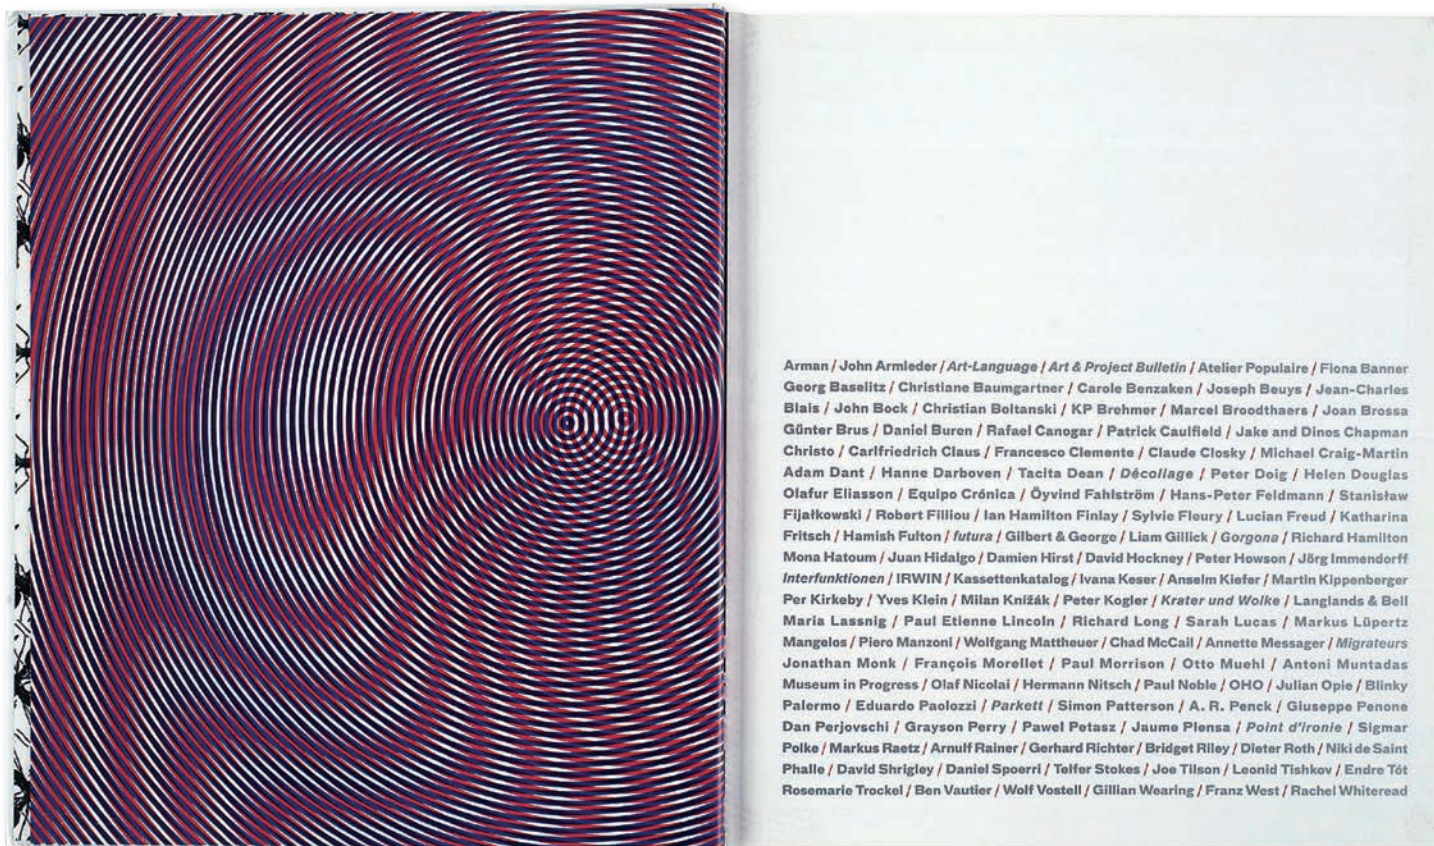 Arman / John Armleder / Art-Language / Art & Project Bulletin / Atelier Populaire / Fiona Banner
Georg Baselitz / Christiane Baumgartner / Carole Benzaken / Joseph Beuys / Jean-Charles
Blais / John Bock / Christian Boltanski / KP Brehmer / Marcel Broodthaers / Joan Brossa
Günter Brus / Daniel Buren / Rafael Canogar / Patrick Caulfield / Jake and Dinos Chapman
Christo / Carlfriedrich Claus / Francesco Clemente / Claude Closky / Michael Craig-Martin
Adam Dant / Hanne Darboven / Tacita Dean / Décollage / Peter Doig / Helen Douglas
Olafur Eliasson / Equipo Crónica / Öyvind Fahlström / Hans-Peter Feldmann / Stanisław
Fijałkowski / Robert Filliou / Ian Hamilton Finlay / Sylvie Fleury / Lucian Freud / Katharina
Fritsch / Hamish Fulton / futura / Gilbert & George / Liam Gillick / Gorgona / Richard Hamilton
Mona Hatoum / Juan Hidalgo / Damien Hirst / David Hockney / Peter Howson / Jörg Immendorff
Interfunktionen / IRWIN / Kassettenkatalog / Ivana Keser / Anselm Kiefer / Martin Kippenberger
Per Kirkeby / Yves Klein / Milan Knížák / Peter Kogler / Krater und Wolke / Langlands & Bell
Maria Lassnig / Paul Etienne Lincoln / Richard Long / Sarah Lucas / Markus Lüpertz
Mangelos / Piero Manzoni / Wolfgang Mattheuer / Chad McCail / Annette Messager / Migrateurs
Jonathan Monk / François Morellet / Paul Morrison / Otto Muehl / Antoni Muntadas
Museum in Progress / Olaf Nicolai / Hermann Nitsch / Paul Noble / OHO / Julian Opie / Blinky
Palermo / Eduardo Paolozzi / Parkett / Simon Patterson / A. R. Penck / Giuseppe Penone
Dan Perjovschi / Grayson Perry / Pawel Petasz / Jaume Plensa / Point d'ironie / Sigmar
Polke / Markus Raetz / Arnulf Rainer / Gerhard Richter / Bridget Riley / Dieter Roth / Niki de Saint
Phalle / David Shrigley / Daniel Spoerri / Telfer Stokes / Joe Tilson / Leonid Tishkov / Endre Tót
Rosemarie Trockel / Ben Vautier / Wolf Vostell / Gillian Wearing / Franz West / Rachel Whiteread